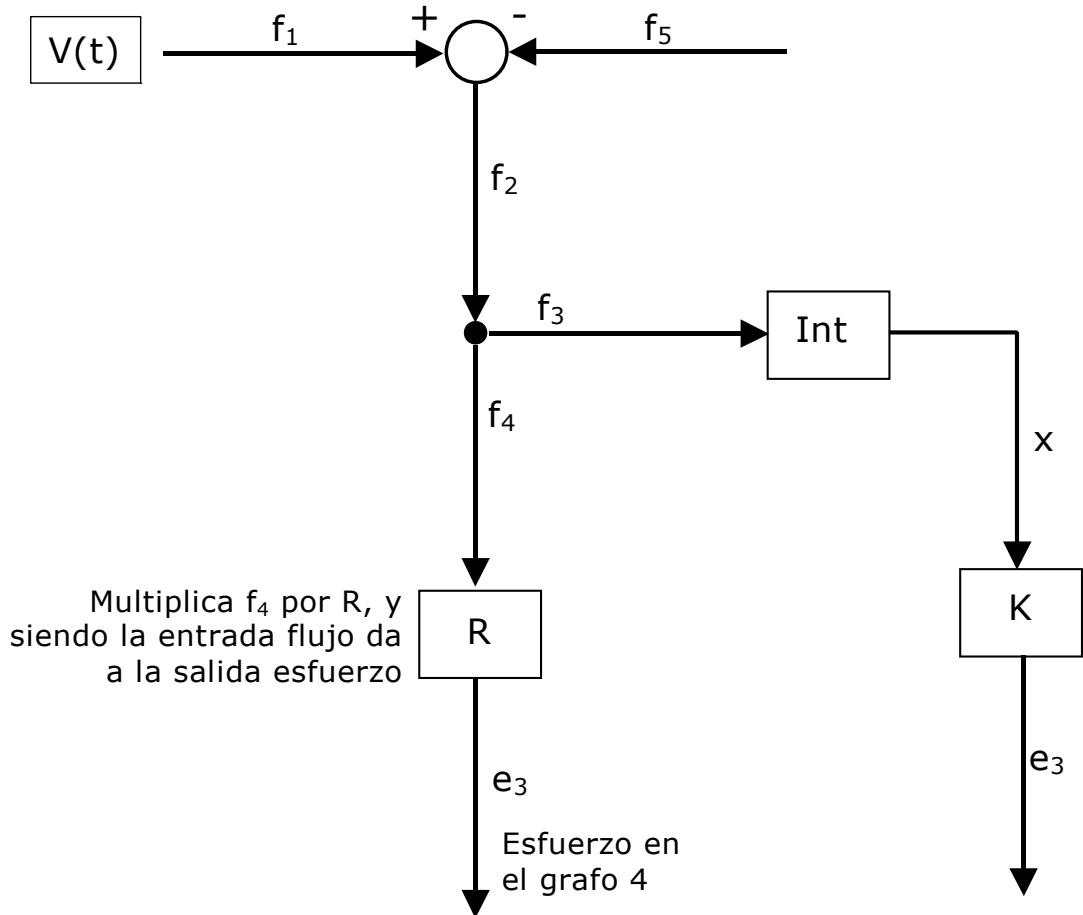 V(t)
f₁
+
-
f₅
f₂
f₃
Int
f₄
x
Multiplica f₄ por R, y
siendo la entrada flujo da
a la salida esfuerzo
R
K
e₃
e₃
Esfuerzo en
el grafo 4